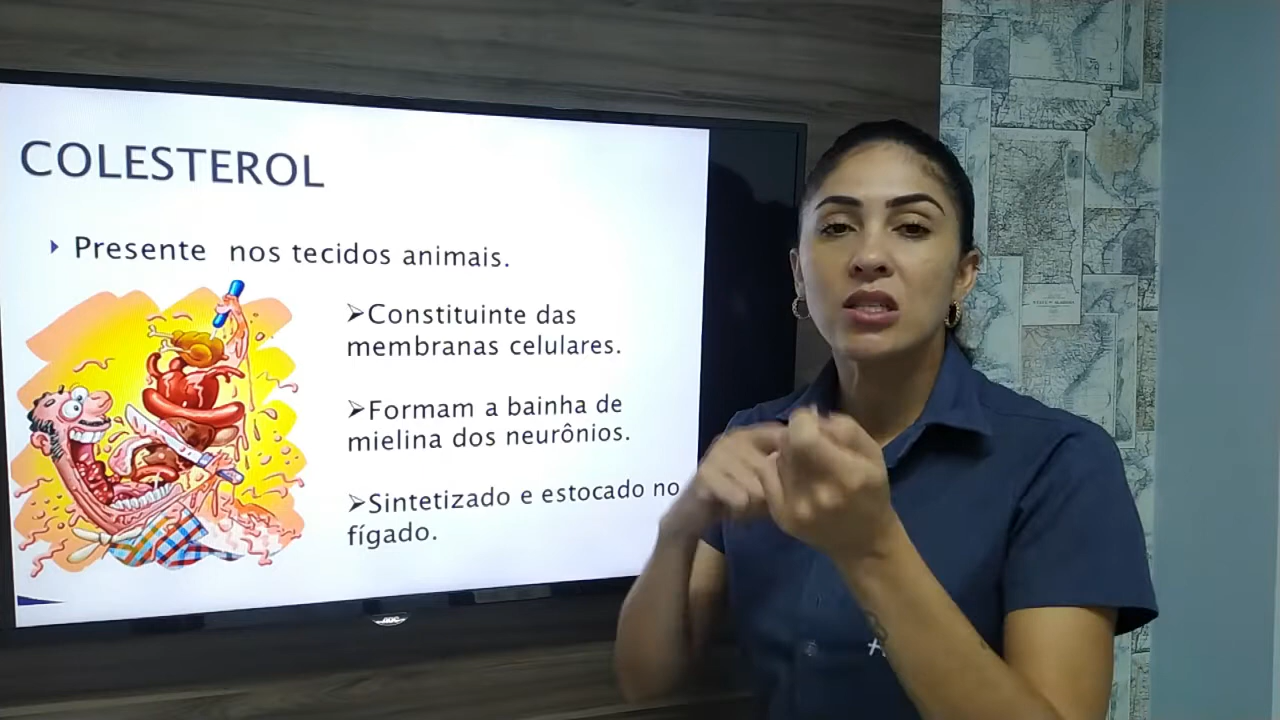 COLESTEROL
Presente nos tecidos animais.
➢Constituinte das
membranas celulares.
➢Formam a bainha de
mielina dos neurônios.
➢Sintetizado e estocado no
fígado.
AOC